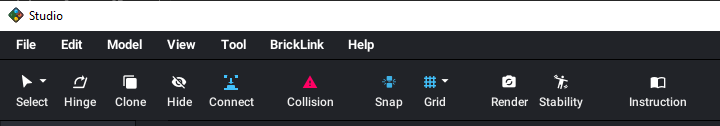 Studio
File Edit Model View Tool BrickLink Help
Select Hinge Clone Hide Connect Collision Snap Grid Render Stability Instruction